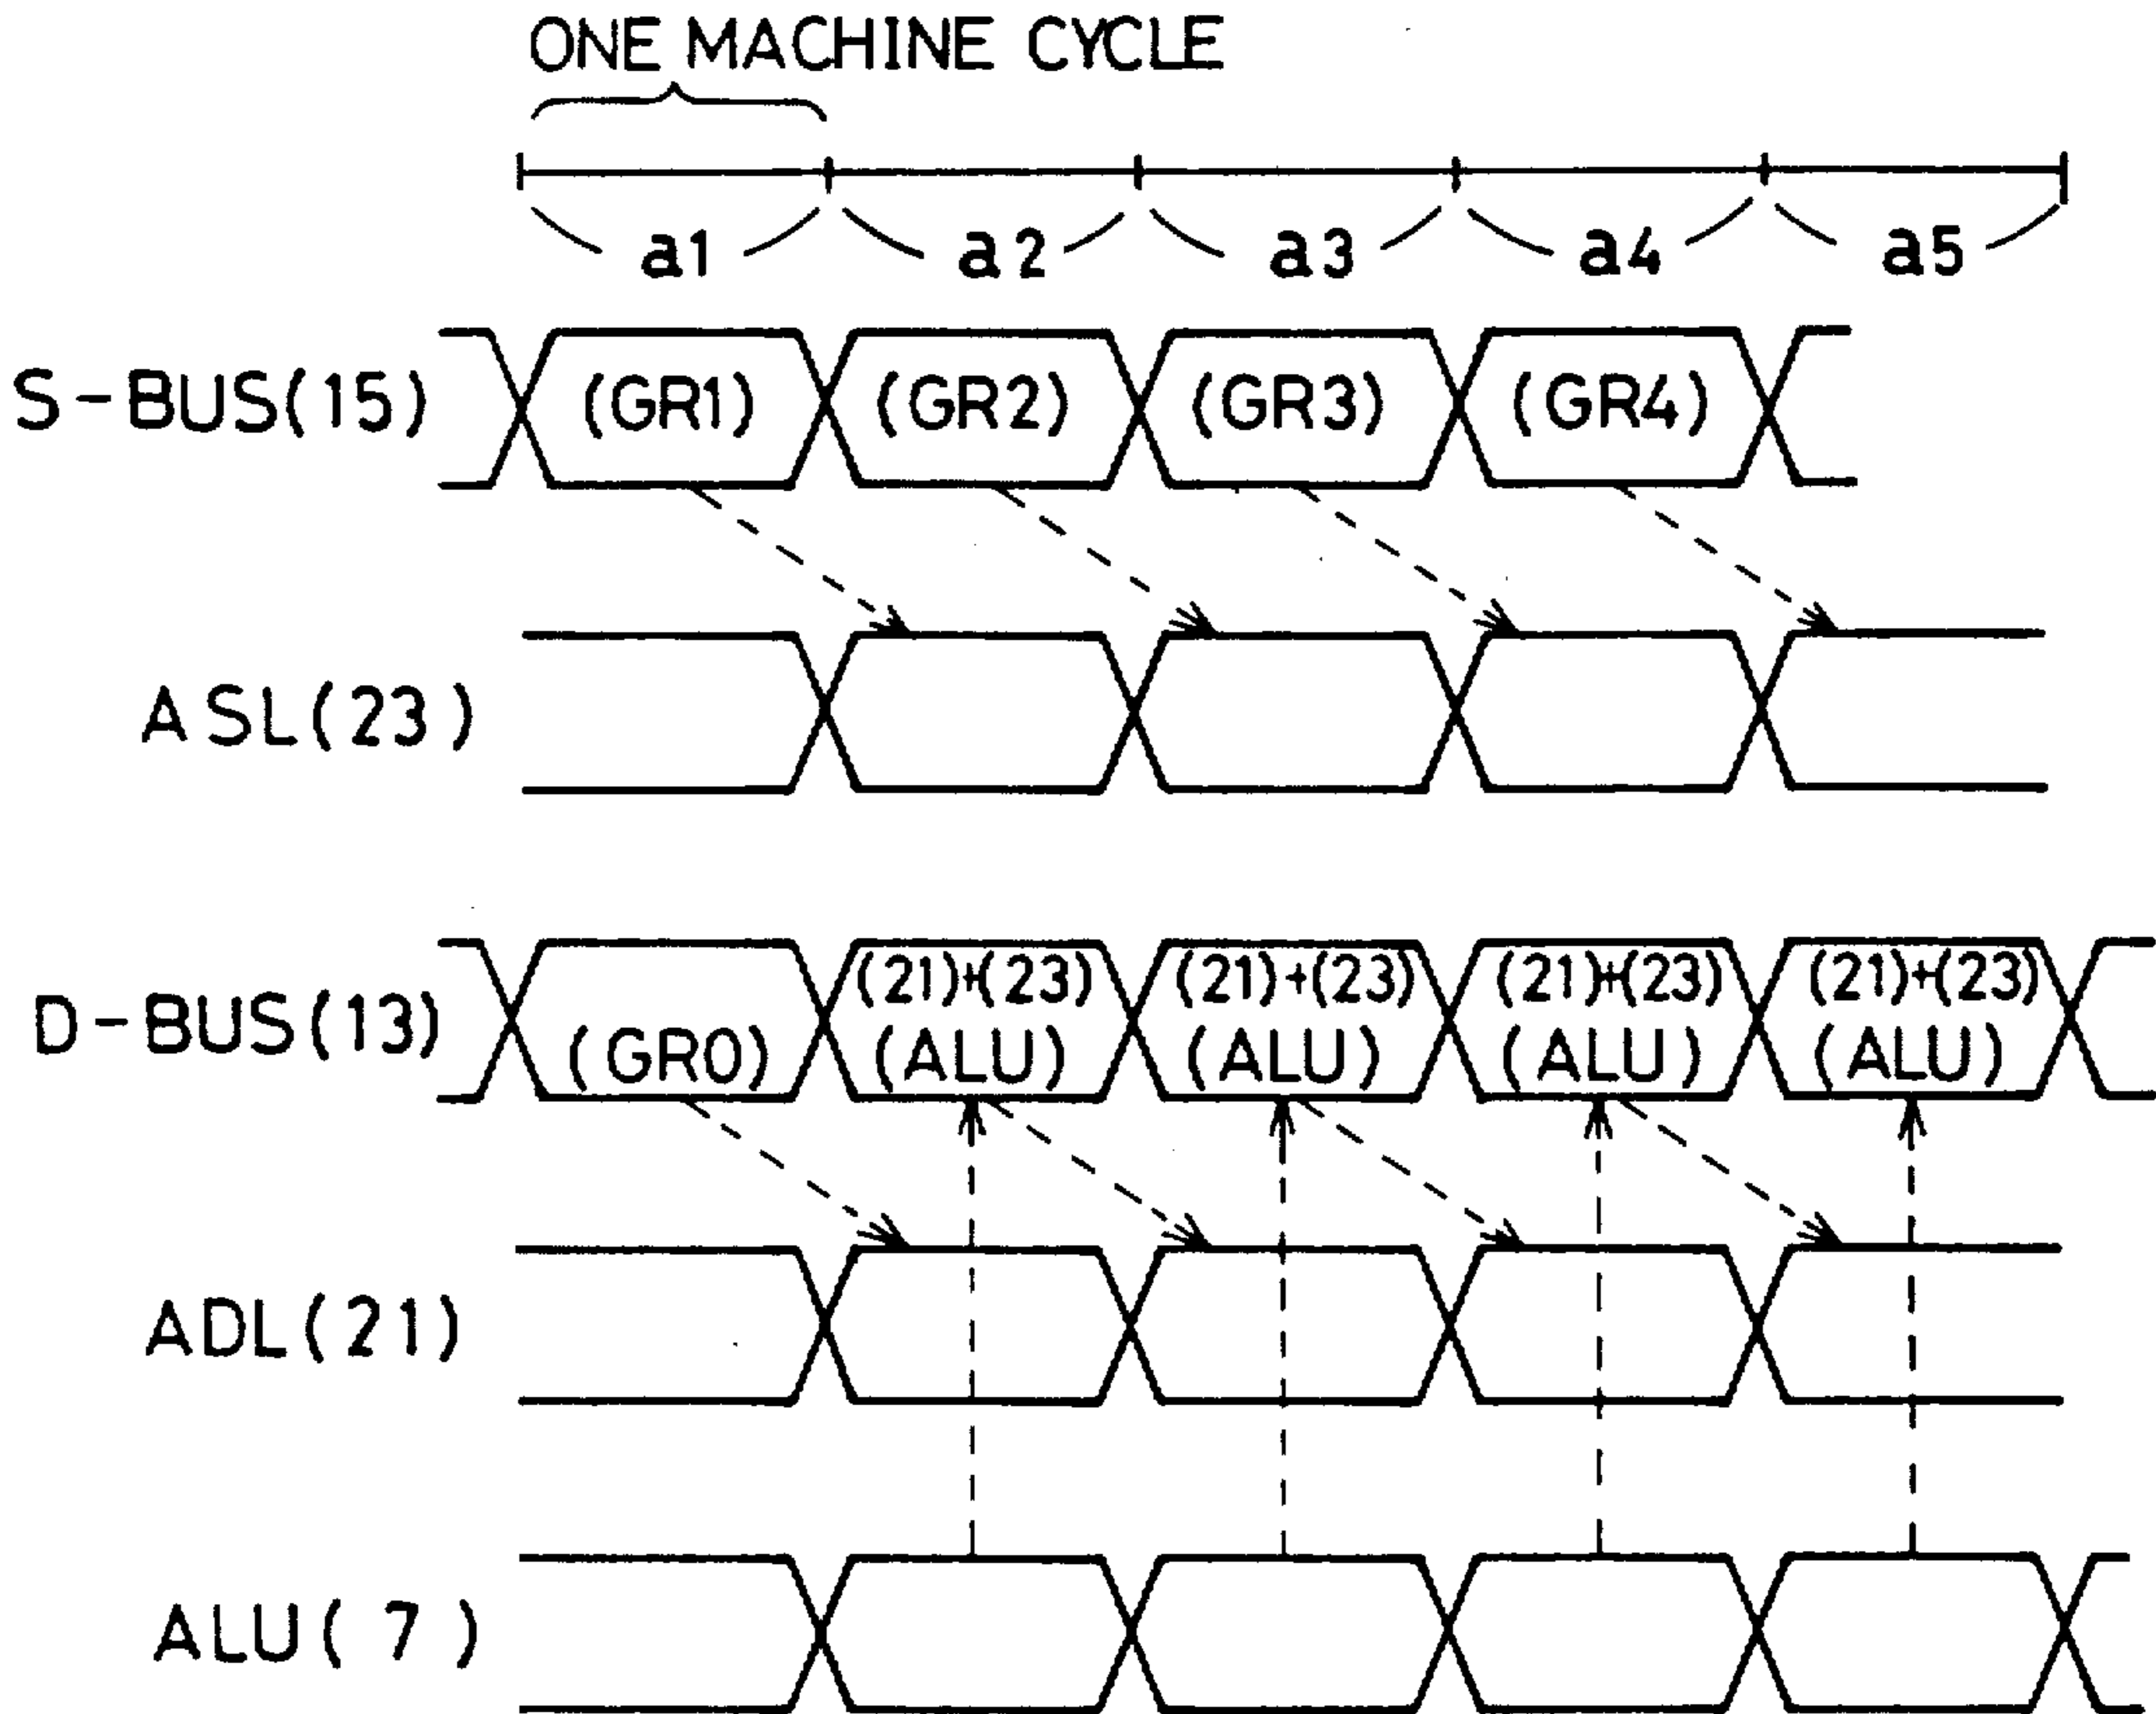 ONE MACHINE CYCLE
a1 a2 a3 a4 a5
S-BUS(15) (GR1) (GR2) (GR3) (GR4)
ASL(23)
(21)+(23) (21)+(23) (21)+(23) (21)+(23)
D-BUS(13) (GR0) (ALU) (ALU) (ALU) (ALU)
ADL(21)
ALU( 7 )